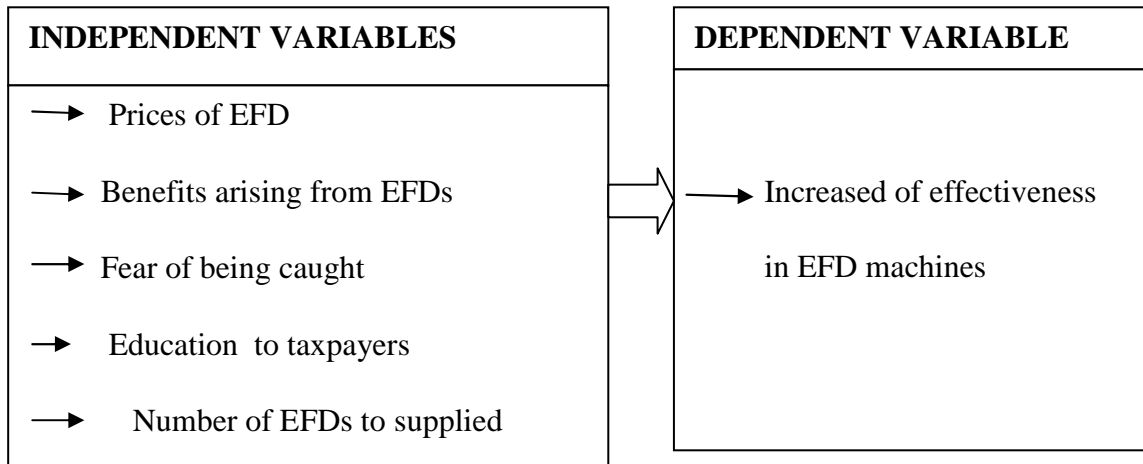 INDEPENDENT VARIABLES
Prices of EFD
Benefits arising from EFDs
Fear of being caught
Education to taxpayers
Number of EFDs to supplied
DEPENDENT VARIABLE
Increased of effectiveness
in EFD machines